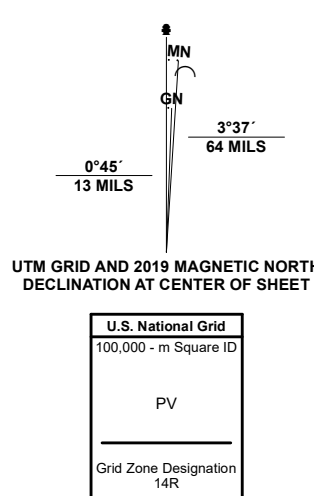 MN
GN
3°37´
64 MILS
0°45´
13 MILS
UTM GRID AND 2019 MAGNETIC NORTH
DECLINATION AT CENTER OF SHEET
U.S. National Grid
100,000 - m Square ID
PV
Grid Zone Designation
14R